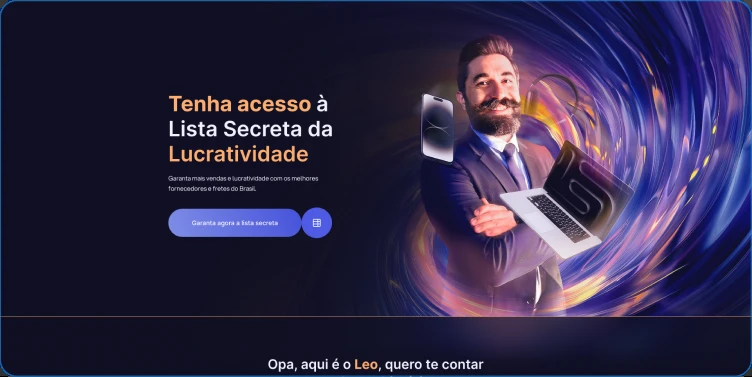 Tenha acesso à
Lista Secreta da
Lucratividade
Garanta mais vendas e lucratividade com os melhores
fornecedores e fretes do Brasil.
Garanta agora a lista secreta
Opa, aqui é o Leo, quero te contar